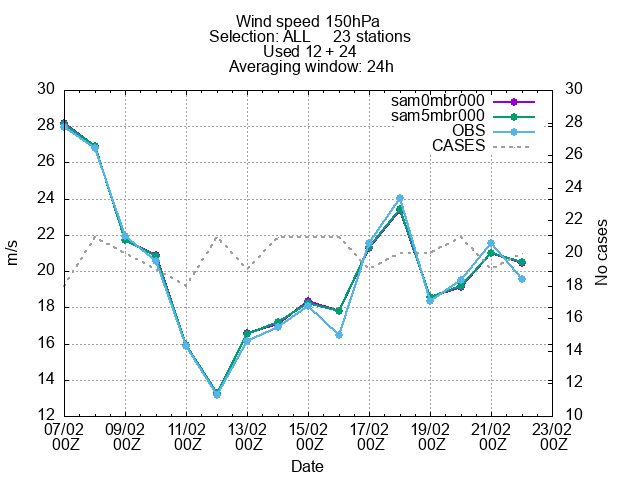 Wind speed 150hPa
Selection: ALL 23 stations
Used 12 + 24
Averaging window: 24h
30 30
sam0mbr000
sam5mbr000
OBS
CASES
28 28
26 26
24 24
22 22
20 20
18 18
16 16
14 14
12 12
10
m/s
No cases
07/02 09/02 11/02 13/02 15/02 17/02 19/02 21/02 23/02
00Z 00Z 00Z 00Z 00Z 00Z 00Z 00Z 00Z
Date